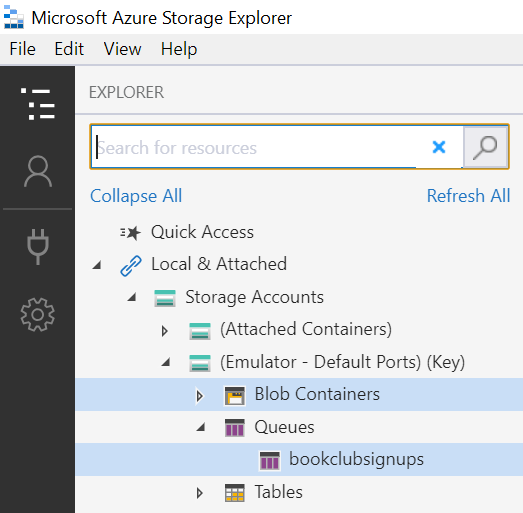 Microsoft Azure Storage Explorer
File Edit View Help
EXPLORER
Search for resources
Collapse All Refresh All
Quick Access
Local & Attached
Storage Accounts
(Attached Containers)
(Emulator - Default Ports) (Key)
Blob Containers
Queues
bookclubsignups
Tables